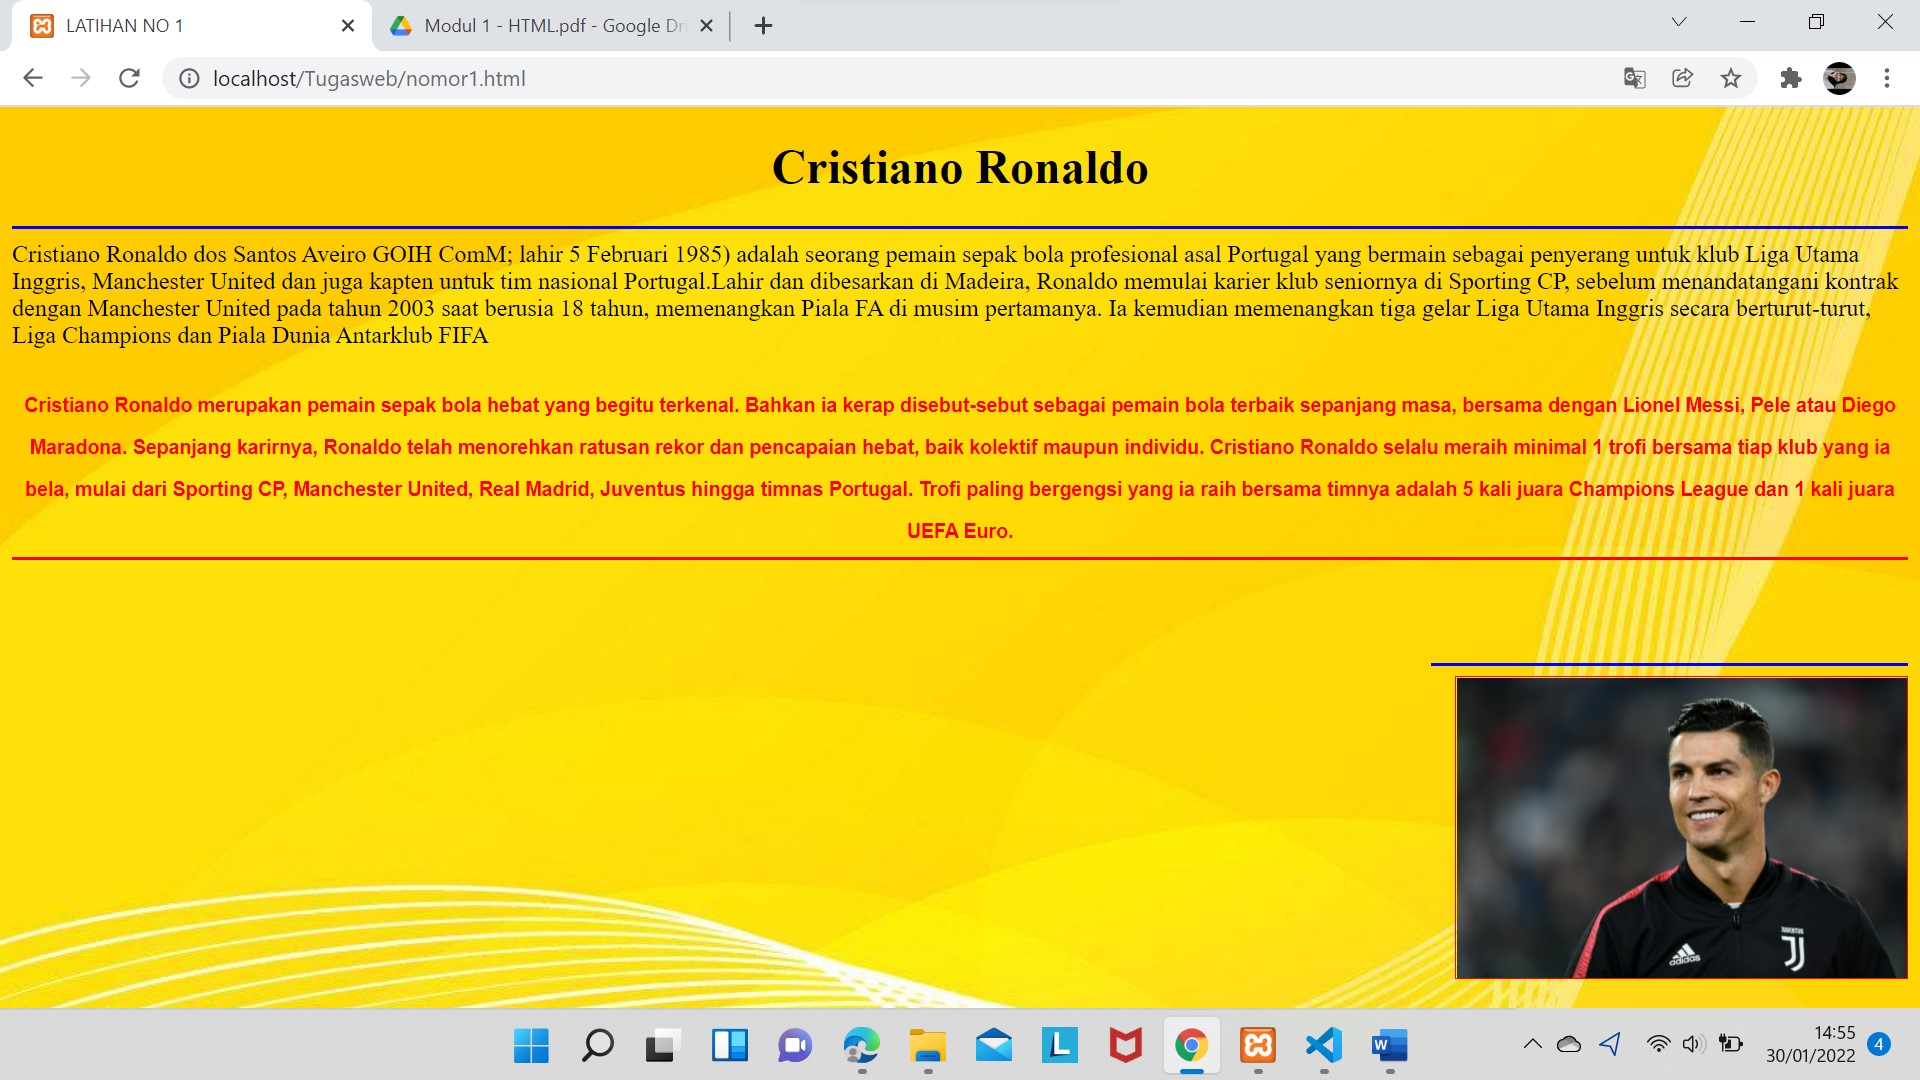 LATIHAN NO 1
Modul 1 - HTML.pdf - Google Dri
localhost/Tugasweb/nomor1.html
Cristiano Ronaldo
Cristiano Ronaldo dos Santos Aveiro GOIH ComM; lahir 5 Februari 1985) adalah seorang pemain sepak bola profesional asal Portugal yang bermain sebagai penyerang untuk klub Liga Utama
Inggris, Manchester United dan juga kapten untuk tim nasional Portugal.Lahir dan dibesarkan di Madeira, Ronaldo memulai karier klub seniornya di Sporting CP, sebelum menandatangani kontrak
dengan Manchester United pada tahun 2003 saat berusia 18 tahun, memenangkan Piala FA di musim pertamanya. Ia kemudian memenangkan tiga gelar Liga Utama Inggris secara berturut-turut,
Liga Champions dan Piala Dunia Antarklub FIFA
Cristiano Ronaldo merupakan pemain sepak bola hebat yang begitu terkenal. Bahkan ia kerap disebut-sebut sebagai pemain bola terbaik sepanjang masa, bersama dengan Lionel Messi, Pele atau Diego
Maradona. Sepanjang karirnya, Ronaldo telah menorehkan ratusan rekor dan pencapaian hebat, baik kolektif maupun individu. Cristiano Ronaldo selalu meraih minimal 1 trofi bersama tiap klub yang ia
bela, mulai dari Sporting CP, Manchester United, Real Madrid, Juventus hingga timnas Portugal. Trofi paling bergengsi yang ia raih bersama timnya adalah 5 kali juara Champions League dan 1 kali juara
UEFA Euro.
JUVENTUS
adidas
L
W
14:55
30/01/2022
4